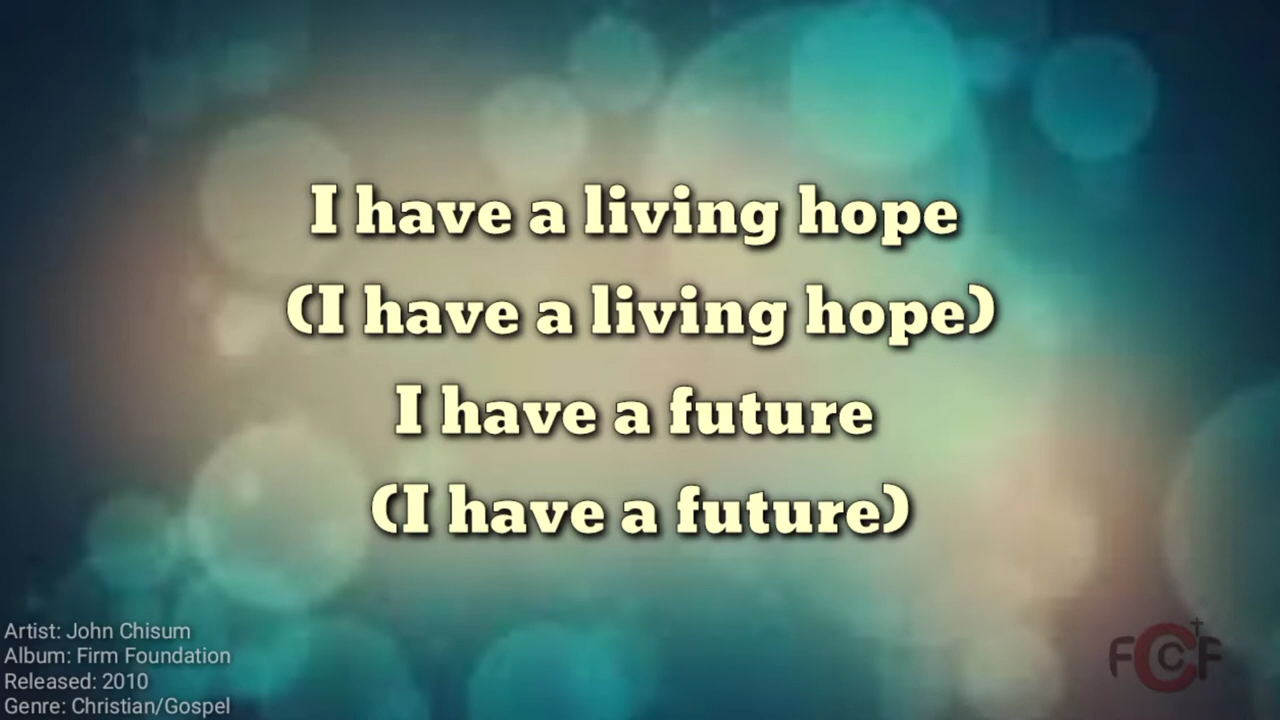 I have a living hope
(I have a living hope)
I have a future
(I have a future)
Artist: John Chisum
Album: Firm Foundation
Released: 2010
Genre: Christian/Gospel
FCCF